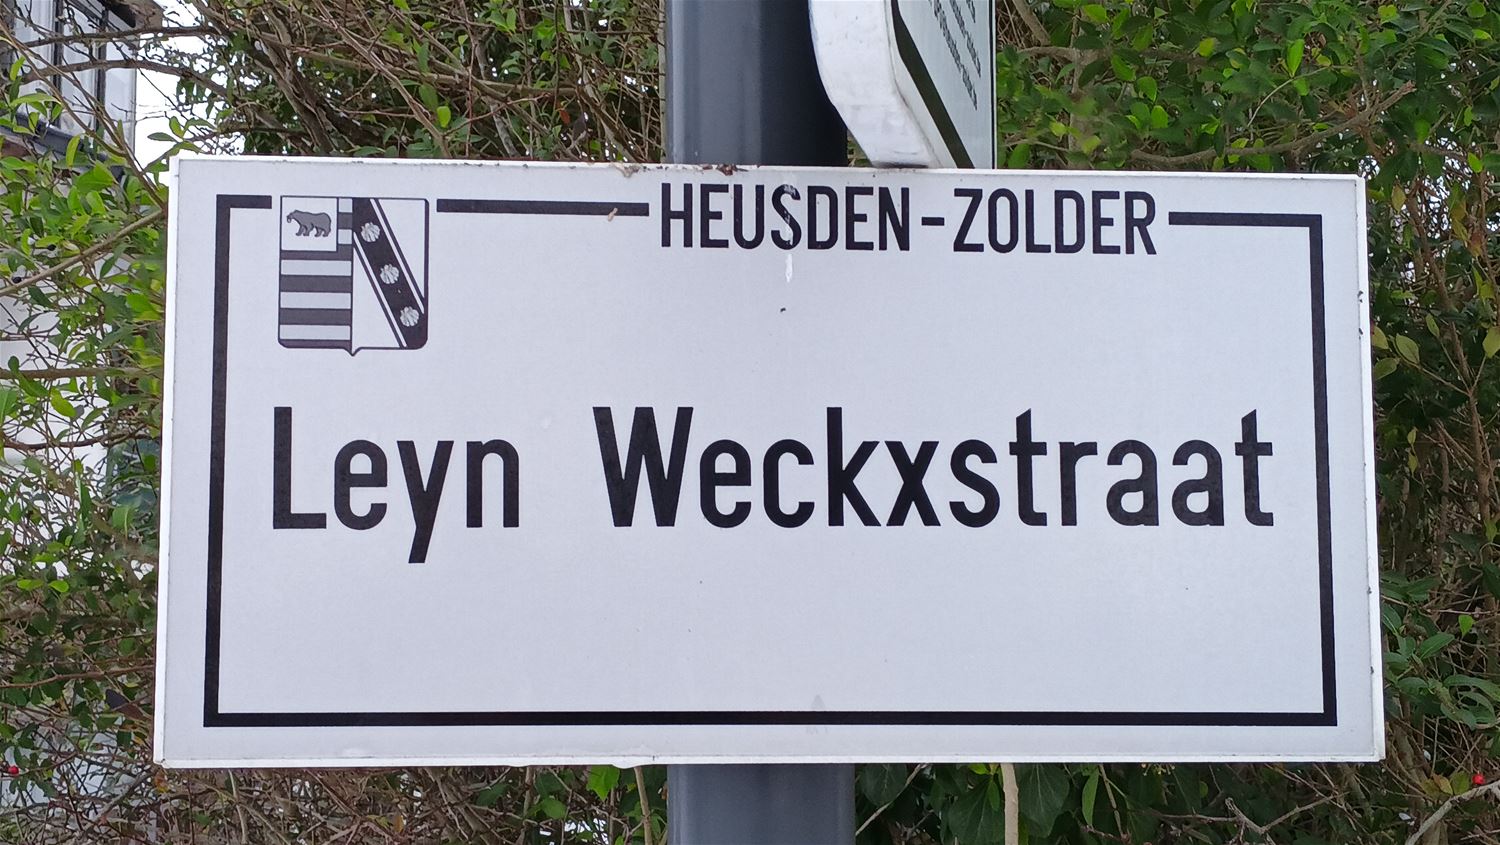 HEUSDEN-ZOLDER
Leyn Weckxstraat